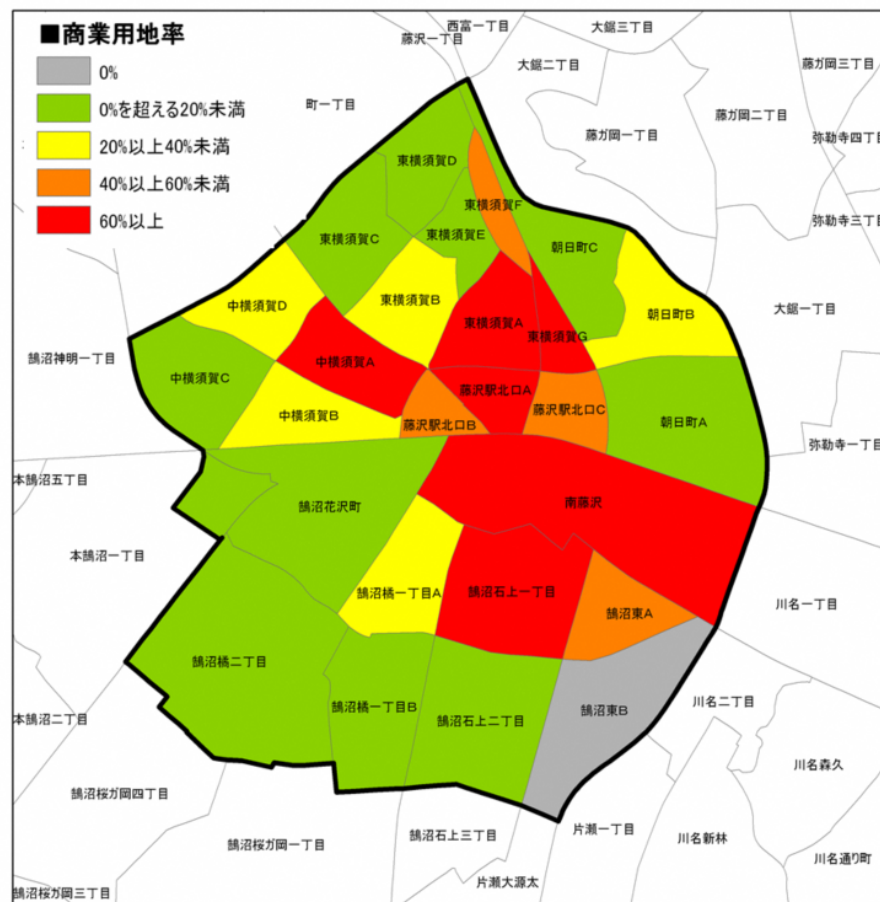 ■商業用地率
0%
0%を超える20%未満
20%以上40%未満
40%以上60%未満
60%以上
西富一丁目
藤沢一丁目
大鋸三丁目
大鋸二丁目
藤ガ岡三丁目
町一丁目
藤ガ岡二丁目
藤ガ岡一丁目
弥勒寺四丁目
東横須賀D
東横須賀F
弥勒寺三丁目
東横須賀C
東横須賀E
朝日町C
中横須賀D
東横須賀B
大鋸一丁目
朝日町B
東横須賀A
東横須賀G
鵠沼神明一丁目
中横須賀A
中横須賀C
藤沢駅北口A
中横須賀B
藤沢駅北口B
藤沢駅北口C
朝日町A
弥勒寺一丁目
本鵠沼五丁目
鵠沼花沢町
南藤沢
本鵠沼一丁目
鵠沼橘一丁目A
鵠沼石上一丁目
鵠沼東A
川名一丁目
鵠沼橘二丁目
鵠沼橘一丁目B
鵠沼石上二丁目
鵠沼東B
川名二丁目
本鵠沼二丁目
川名森久
鵠沼桜ガ岡四丁目
鵠沼桜ガ岡一丁目
鵠沼石上三丁目
片瀬一丁目
川名新林
川名通り町
片瀬大源太
鵠沼桜ガ岡三丁目